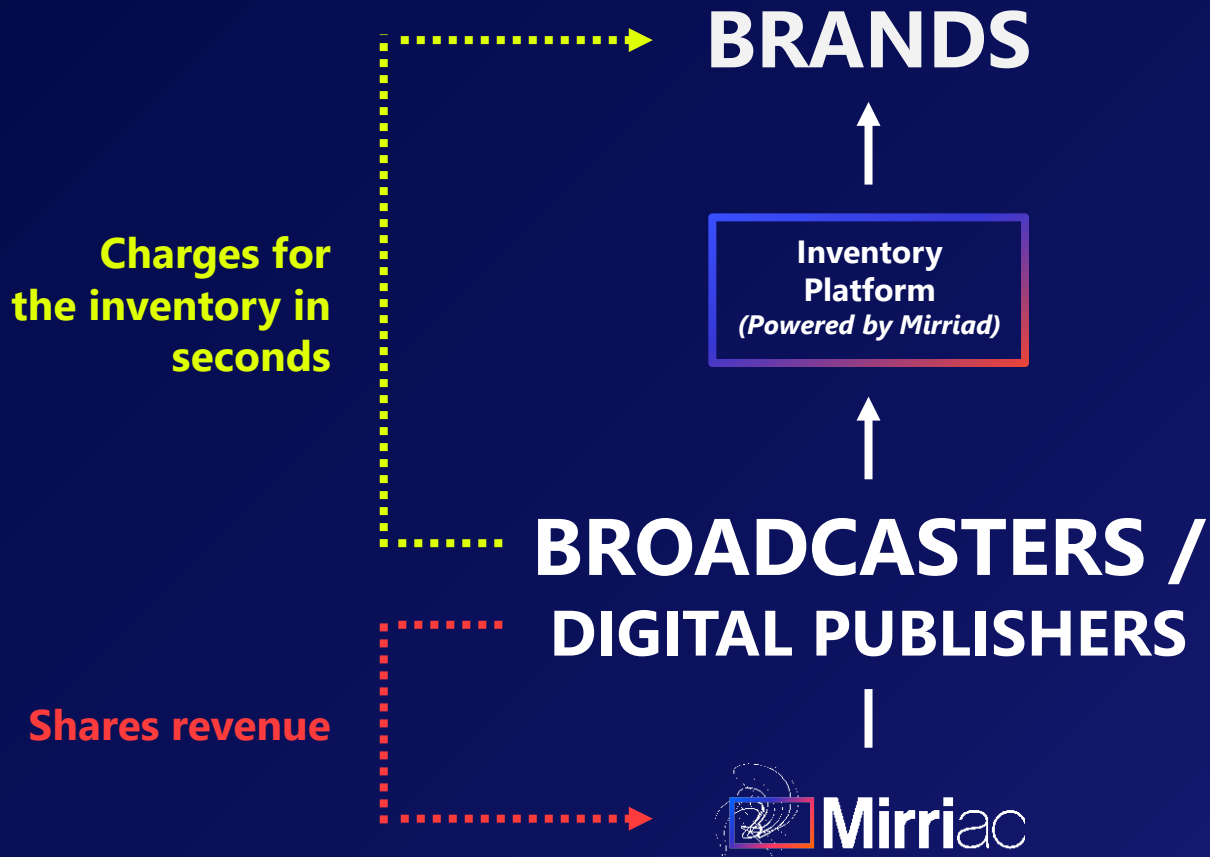 BRANDS
Charges for
the inventory in
seconds
Inventory
Platform
(Powered by Mirriad)
BROADCASTERS /
DIGITAL PUBLISHERS
Shares revenue
Mirriac